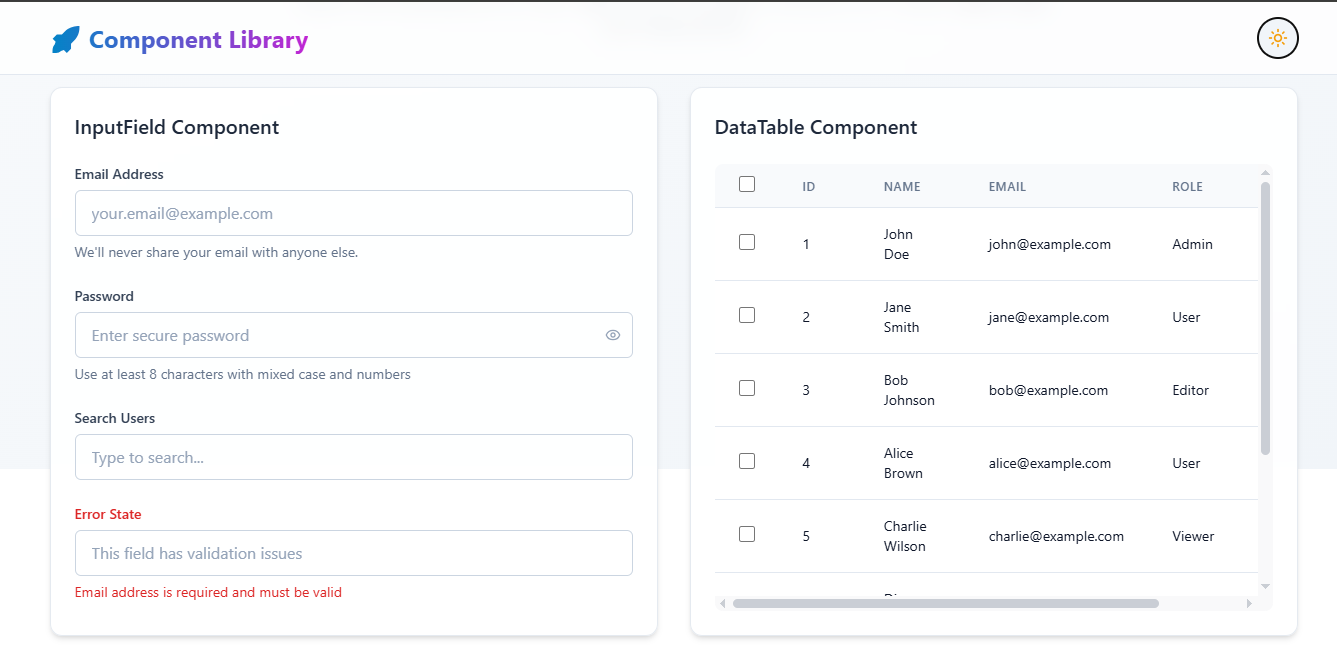 Component Library
InputField Component
Email Address
your.email@example.com
We'll never share your email with anyone else.
Password
Enter secure password
Use at least 8 characters with mixed case and numbers
Search Users
Type to search...
Error State
This field has validation issues
Email address is required and must be valid
DataTable Component
ID NAME EMAIL ROLE
1 John Doe john@example.com Admin
2 Jane Smith jane@example.com User
3 Bob Johnson bob@example.com Editor
4 Alice Brown alice@example.com User
5 Charlie Wilson charlie@example.com Viewer